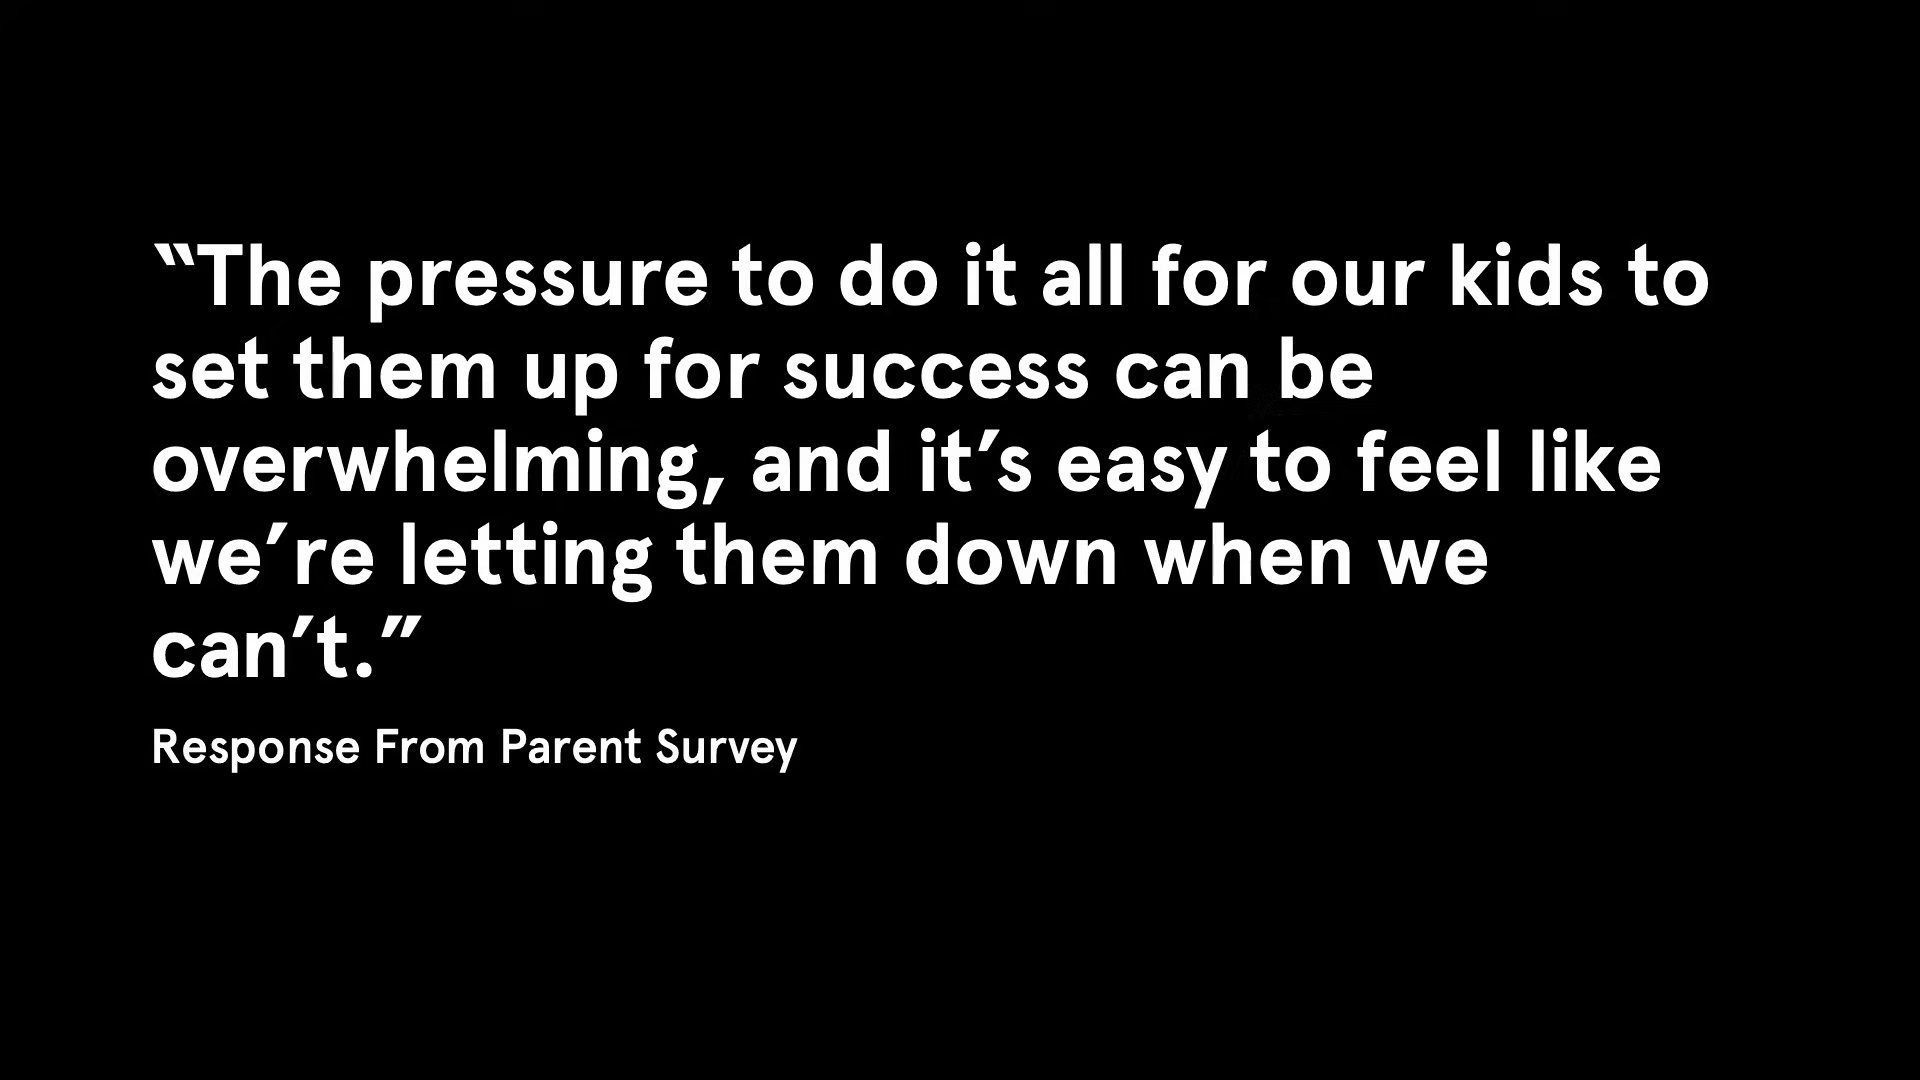 “The pressure to do it all for our kids to
set them up for success can be
overwhelming, and it’s easy to feel like
we’re letting them down when we
can’t.”
Response From Parent Survey